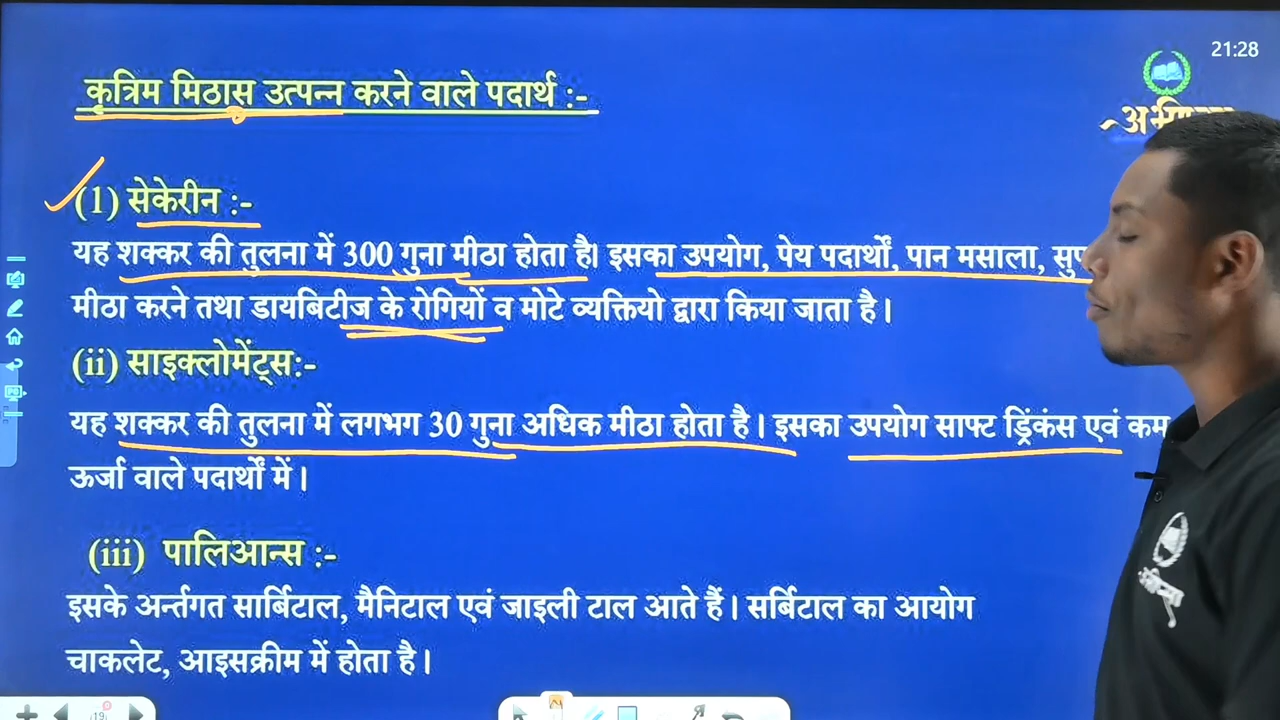 21:28
कृत्रिम मिठास उत्पन्न करने वाले पदार्थ :-
(1) सेकेरीन :-
यह शक्कर की तुलना में 300 गुना मीठा होता है। इसका उपयोग, पेय पदार्थों, पान मसाला,
मीठा करने तथा डायबिटीज के रोगियों व मोटे व्यक्तियो द्वारा किया जाता है।
(ii) साइक्लोमेंट्स:-
यह शक्कर की तुलना में लगभग 30 गुना अधिक मीठा होता है। इसका उपयोग साफ्ट ड्रिंकंस एवं कम
ऊर्जा वाले पदार्थों में।
(iii) पालिआन्स :-
इसके अर्न्तगत सार्बिटाल, मैनिटाल एवं जाइली टाल आते हैं। सर्बिटाल का आयोग
चाकलेट, आइसक्रीम में होता है।
19